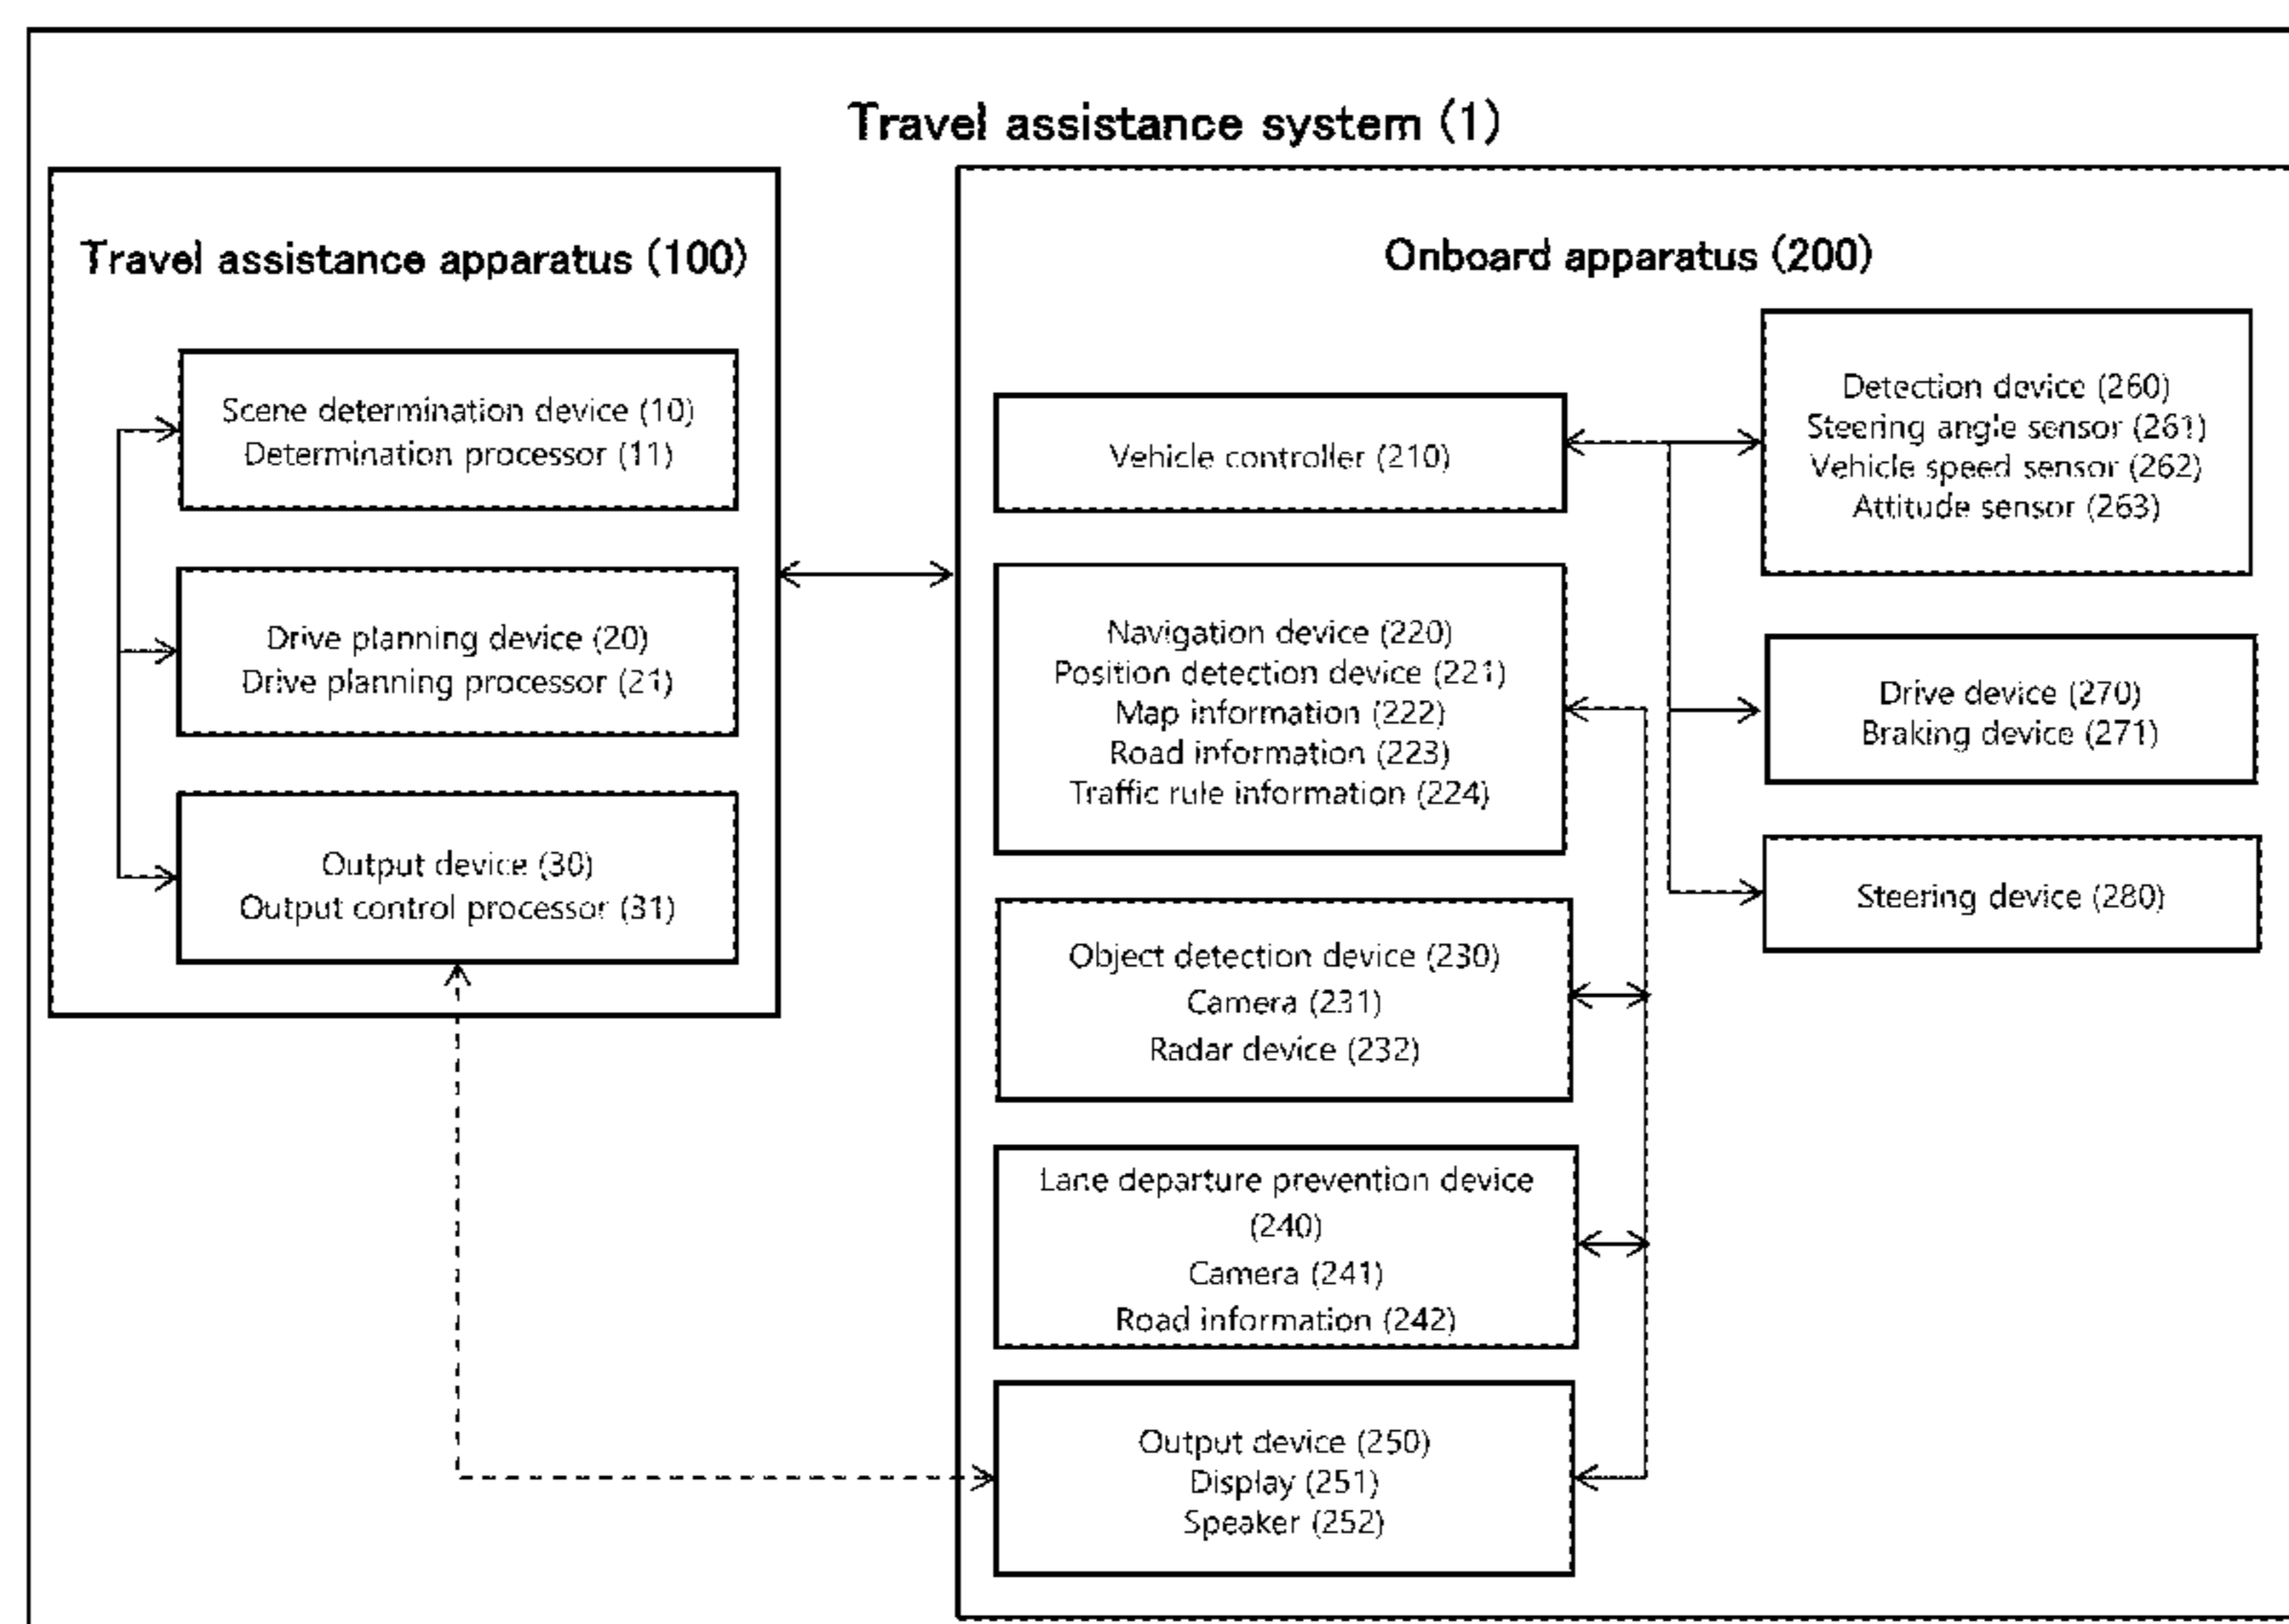 Travel assistance system (1)
Travel assistance apparatus (100)
Scene determination device (10)
Determination processor (11)
Drive planning device (20)
Drive planning processor (21)
Output device (30)
Output control processor (31)
Onboard apparatus (200)
Vehicle controller (210)
Navigation device (220)
Position detection device (221)
Map information (222)
Road information (223)
Traffic rule information (224)
Object detection device (230)
Camera (231)
Radar device (232)
Lane departure prevention device
(240)
Camera (241)
Road information (242)
Output device (250)
Display (251)
Speaker (252)
Detection device (260)
Steering angle sensor (261)
Vehicle speed sensor (262)
Attitude sensor (263)
Drive device (270)
Braking device (271)
Steering device (280)